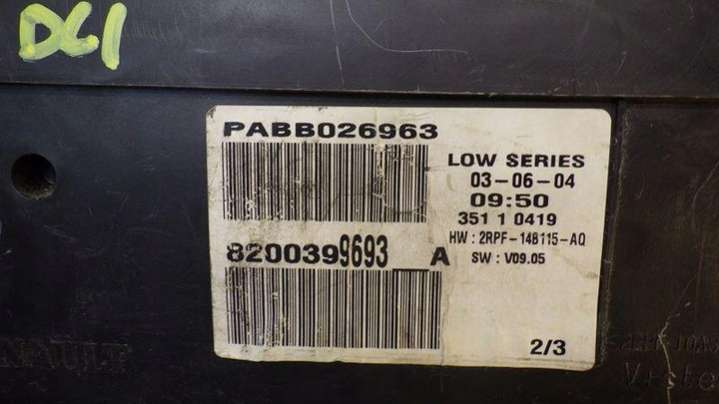 DCI
PABB026963
LOW SERIES
03-06-04
09:50
351 1 0419
HW : 2RPF-148115-AQ
SW : V09.05
8200399693__A
2/3